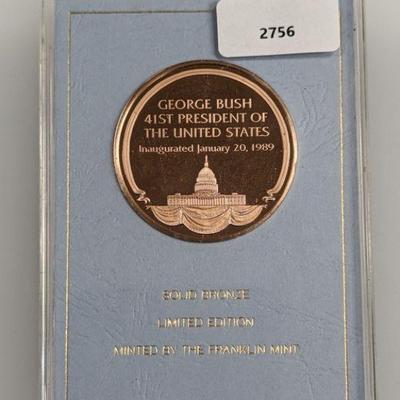 2756
GEORGE BUSH
41ST PRESIDENT OF
THE UNITED STATES
Inaugurated January 20, 1989
SOLID BRONZE
LIMITED EDITION
MINTED BY THE FRANKLIN MINT